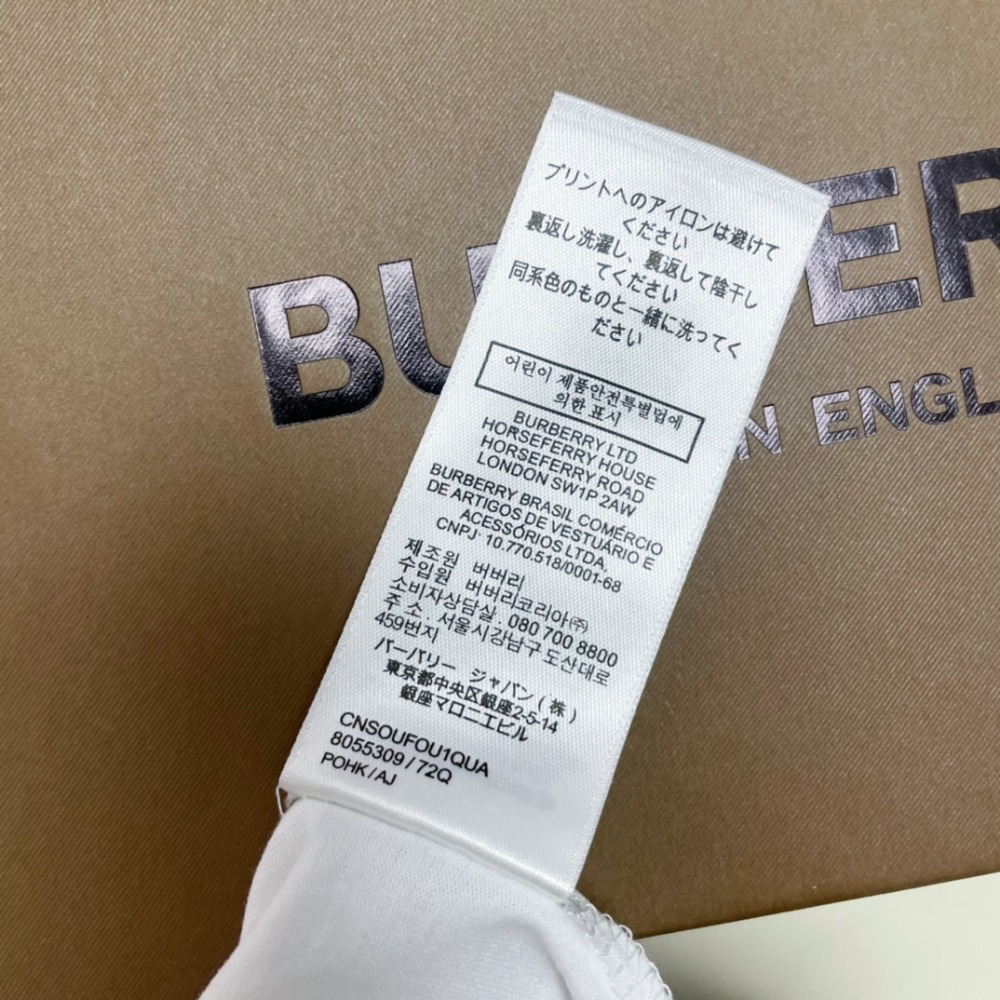 BU ER
N ENGL
プリントへのアイロンは避けて
ください
裏返し洗濯し、裏返して陰干し
てください
同系色のものと一緒に洗ってく
ださい
어린이 제품안전특별법에
의한 표시
BURBERRY LTD
HORSEFERRY HOUSE
HORSEFERRY ROAD
LONDON SW1P 2AW
BURBERRY BRASIL COMÉRCIO
DE ARTIGOS DE VESTUÁRIO E
ACESSÓRIOS LTDA,
CNPJ 10.770.518/0001-68
제조원 버버리
수입원 버버리코리아㈜
소비자상담실 . 080 700 8800
주 소 . 서울시강남구 도산대로
459번지
バーバリー ジャパン(株)
東京都中央区銀座2-5-14
銀座マロニエビル
CNSOUFOU1QUA
8055309 / 72Q
POHK / AJ